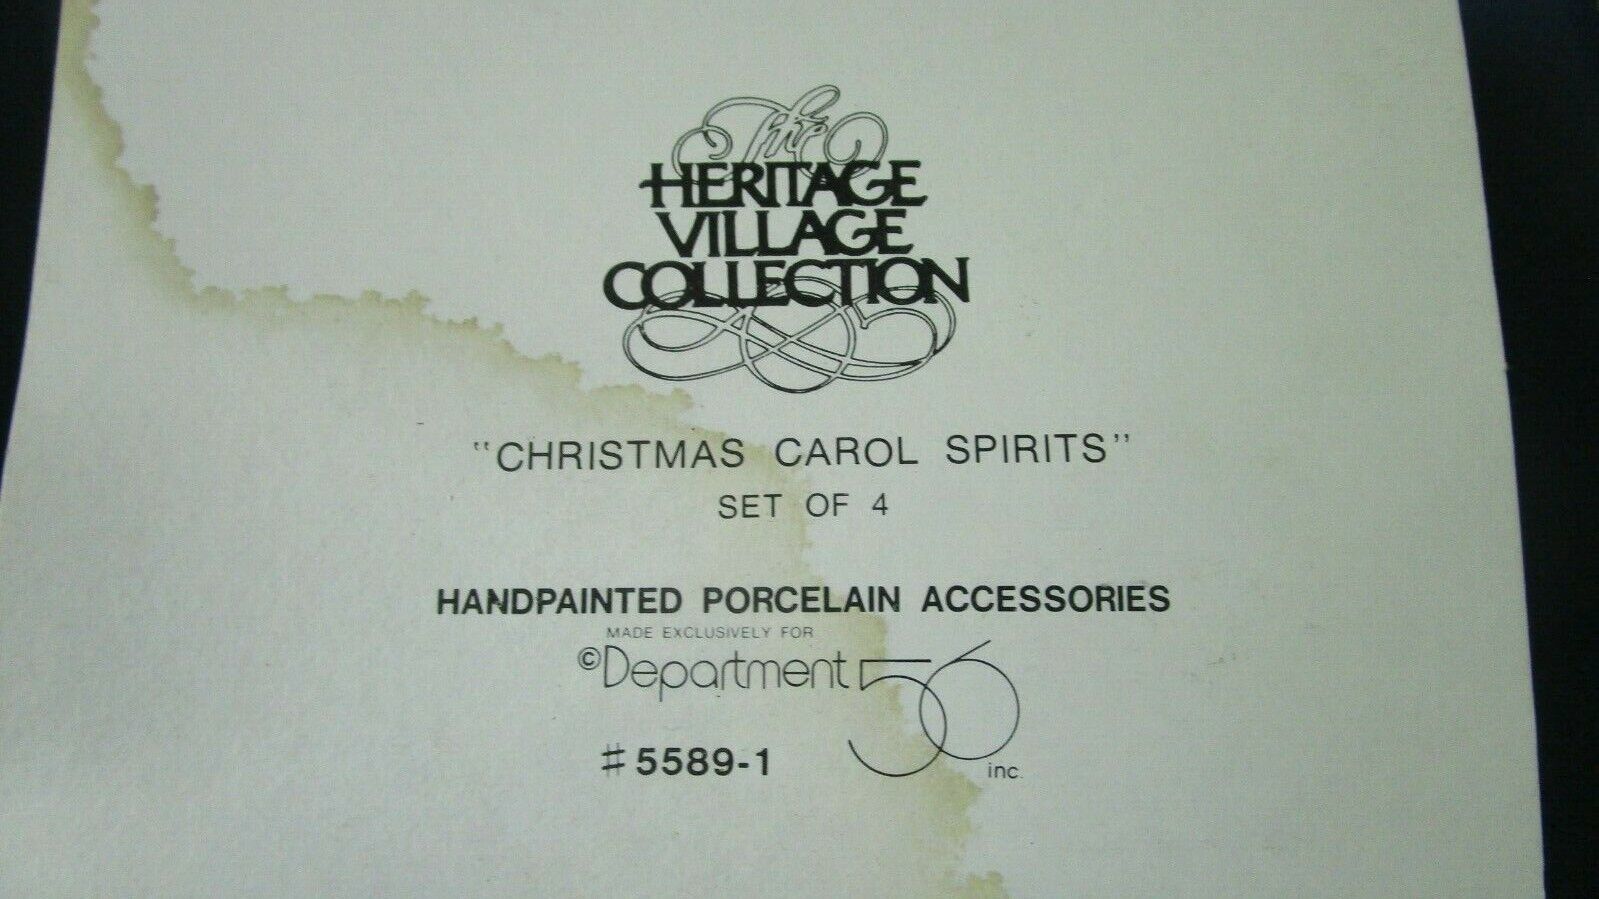 The
HERITAGE
VILLAGE
COLLECTION
"CHRISTMAS CAROL SPIRITS"
SET OF 4
HANDPAINTED PORCELAIN ACCESSORIES
MADE EXCLUSIVELY FOR
©Department 56 inc.
#5589-1